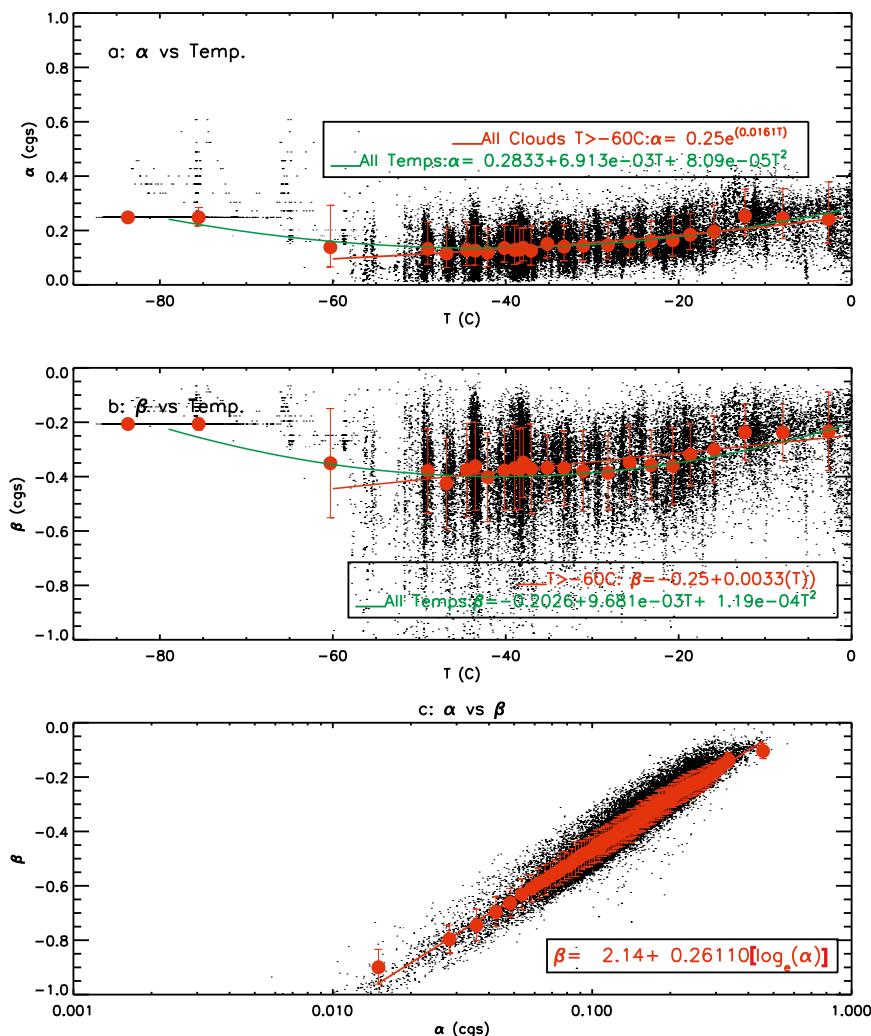 a: α vs Temp.
1.0
0.8
0.6
0.4
0.2
0.0
α (cgs)
All Clouds T>−60C:α= 0.25e^(0.0161T)
All Temps:α= 0.2833+6.913e−03T+ 8.09e−05T²
−80
−60
−40
−20
0
T (C)
b: β vs Temp.
0.0
−0.2
−0.4
−0.6
−0.8
−1.0
β (cgs)
T>−60C: β=−0.25+0.0033(T))
All Temps:β=−0.2026+9.681e−03T+ 1.19e−04T²
−80
−60
−40
−20
0
T (C)
c: α vs β
0.0
−0.2
−0.4
−0.6
−0.8
−1.0
β
β= 2.14+ 0.26110[log_e(α)]
0.001
0.010
0.100
1.000
α (cgs)